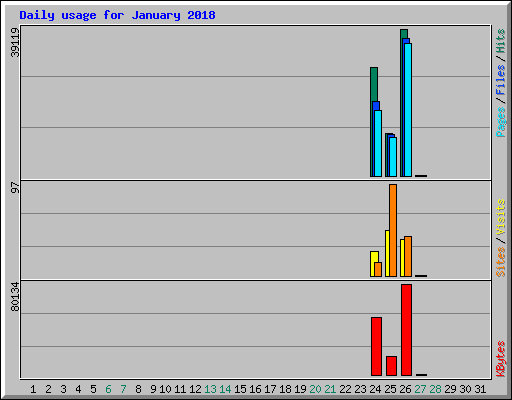 Daily usage for January 2018
39119
Pages / Files / Hits
97
Sites / Visits
80134
KBytes
1 2 3 4 5 6 7 8 9 10 11 12 13 14 15 16 17 18 19 20 21 22 23 24 25 26 27 28 29 30 31